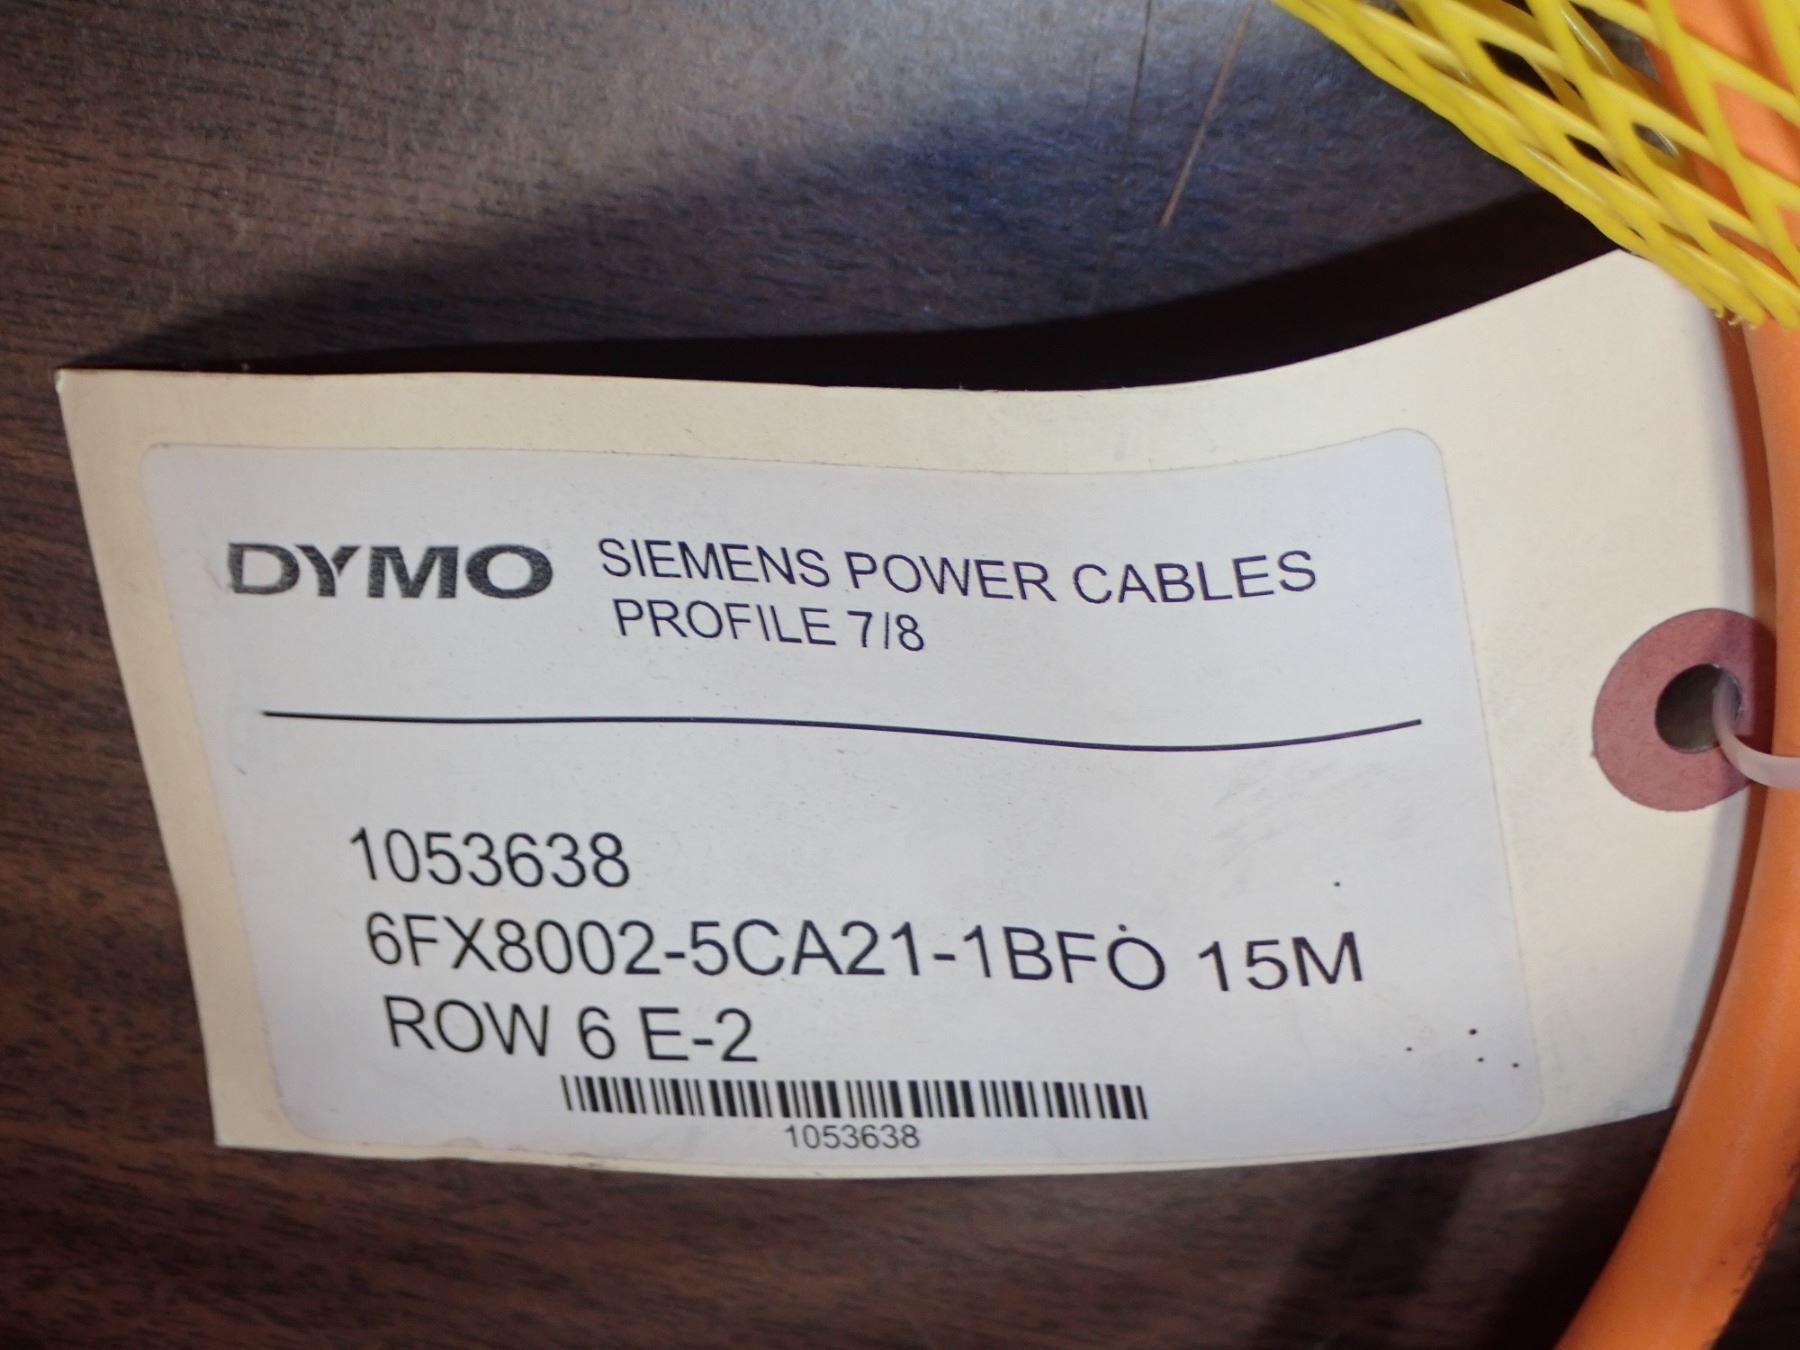 DYMO SIEMENS POWER CABLES
PROFILE 7/8
1053638
6FX8002-5CA21-1BFO 15M
ROW 6 E-2
1053638